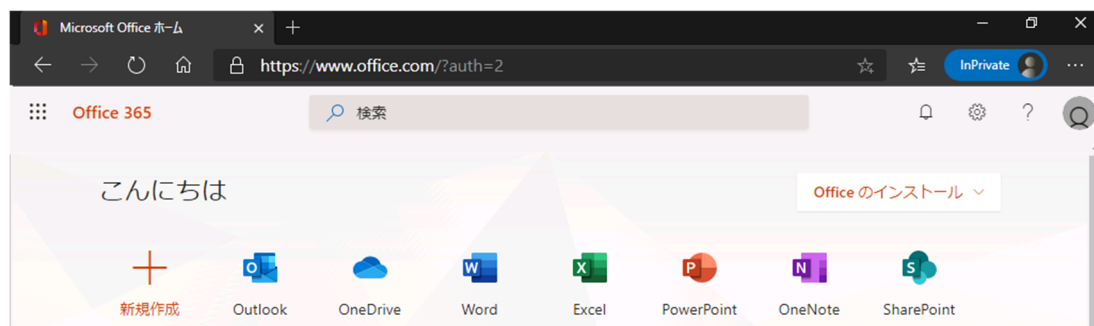 Microsoft Office ホーム
https://www.office.com/?auth=2
InPrivate
Office 365
検索
こんにちは
Office のインストール
新規作成 Outlook OneDrive Word Excel PowerPoint OneNote SharePoint